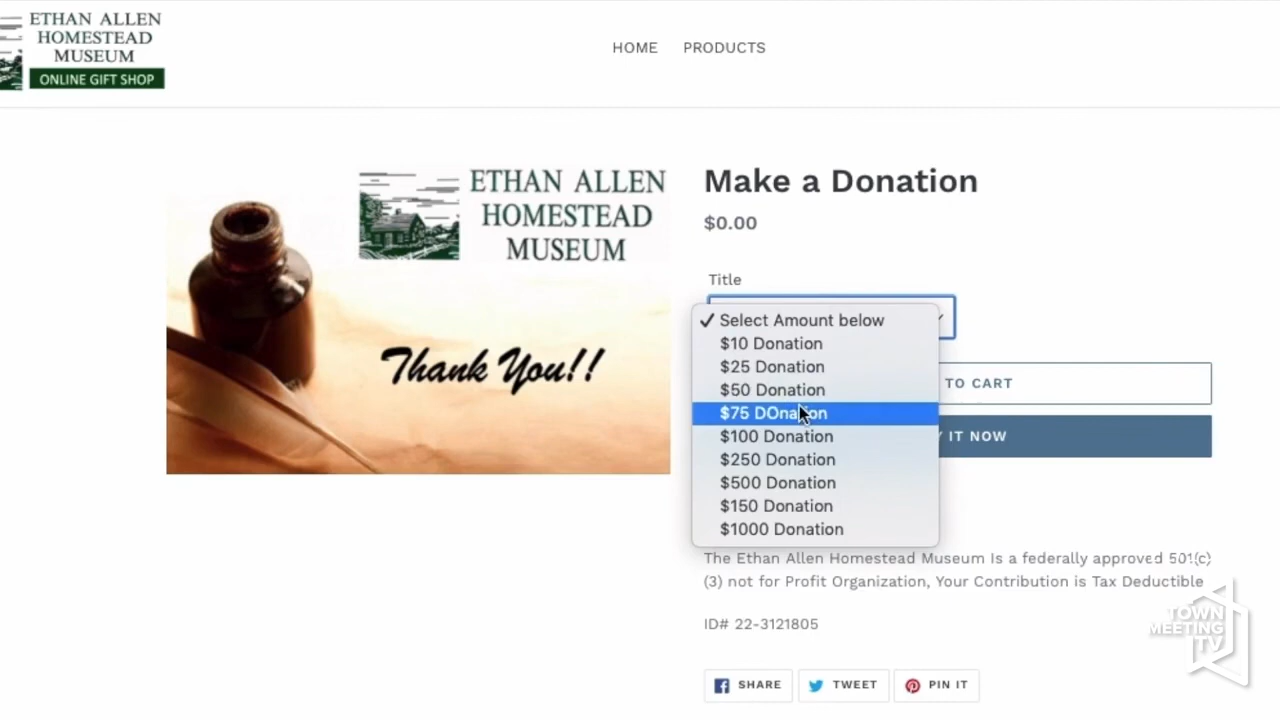 ETHAN ALLEN
HOMESTEAD
MUSEUM
ONLINE GIFT SHOP
HOME PRODUCTS
ETHAN ALLEN
HOMESTEAD
MUSEUM
Thank You!!
Make a Donation
$0.00
Title
Select Amount below
$10 Donation
$25 Donation
$50 Donation
$75 DOnation
$100 Donation
$250 Donation
$500 Donation
$150 Donation
$1000 Donation
TO CART
IT NOW
The Ethan Allen Homestead Museum Is a federally approved 501(c)
(3) not for Profit Organization, Your Contribution is Tax Deductible
ID# 22-3121805
SHARE TWEET PIN IT
TOWN
MEETING
TV